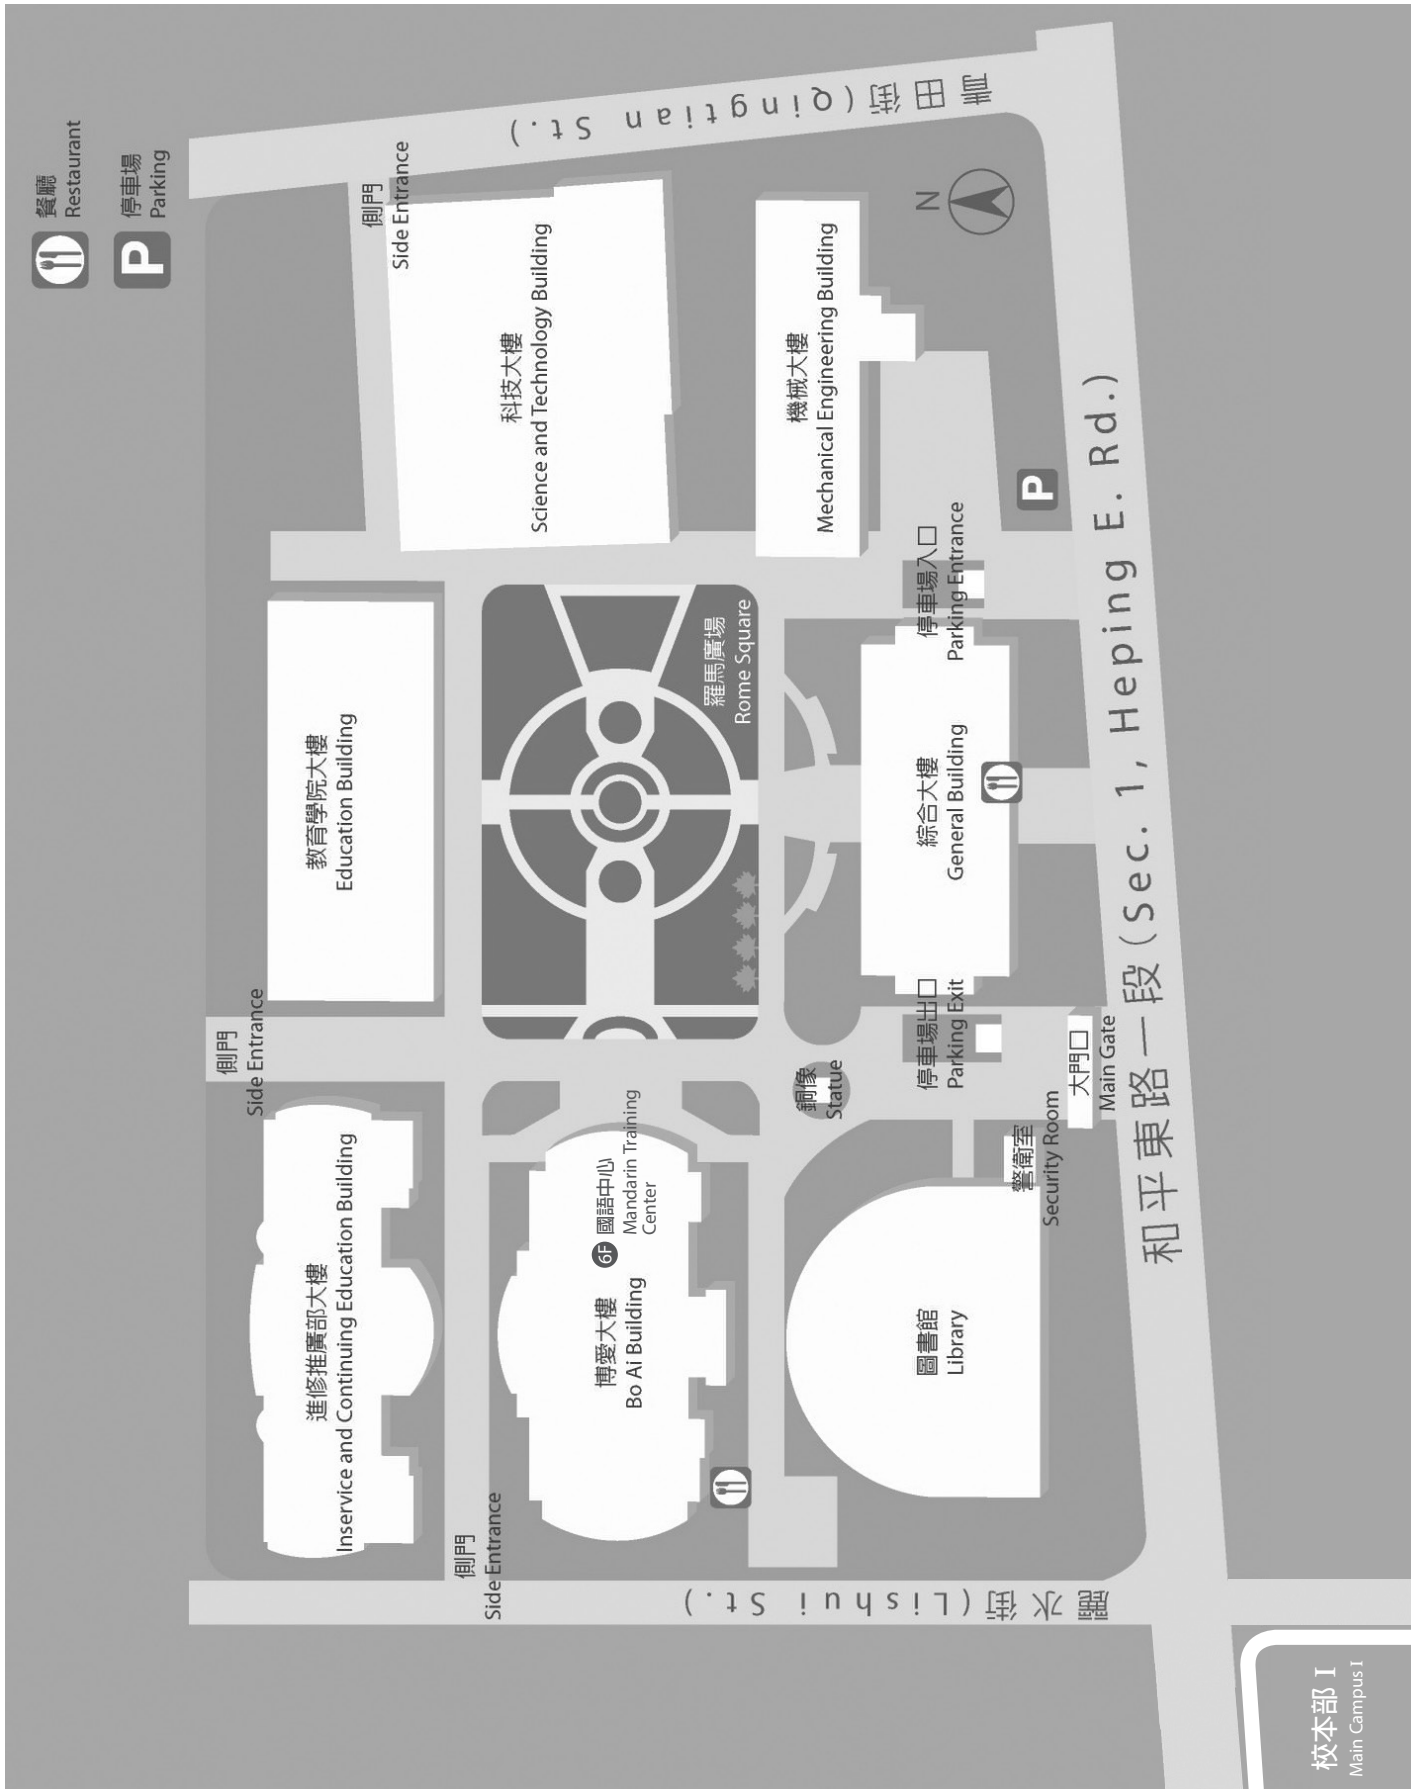 餐廳
Restaurant
停車場
Parking
P
青田街(Qingtian St.)
側門
Side Entrance
科技大樓
Science and Technology Building
機械大樓
Mechanical Engineering Building
N
P
停車場入口
Parking Entrance
教育學院大樓
Education Building
羅馬廣場
Rome Square
綜合大樓
General Building
側門
Side Entrance
停車場出口
Parking Exit
銅像
Statue
大門口
Main Gate
警衛室
Security Room
進修推廣部大樓
Inservice and Continuing Education Building
6F
國語中心
Mandarin Training
Center
博愛大樓
Bo Ai Building
圖書館
Library
側門
Side Entrance
麗水街(Lishui St.)
和平東路一段(Sec. 1, Heping E. Rd.)
校本部 I
Main Campus I